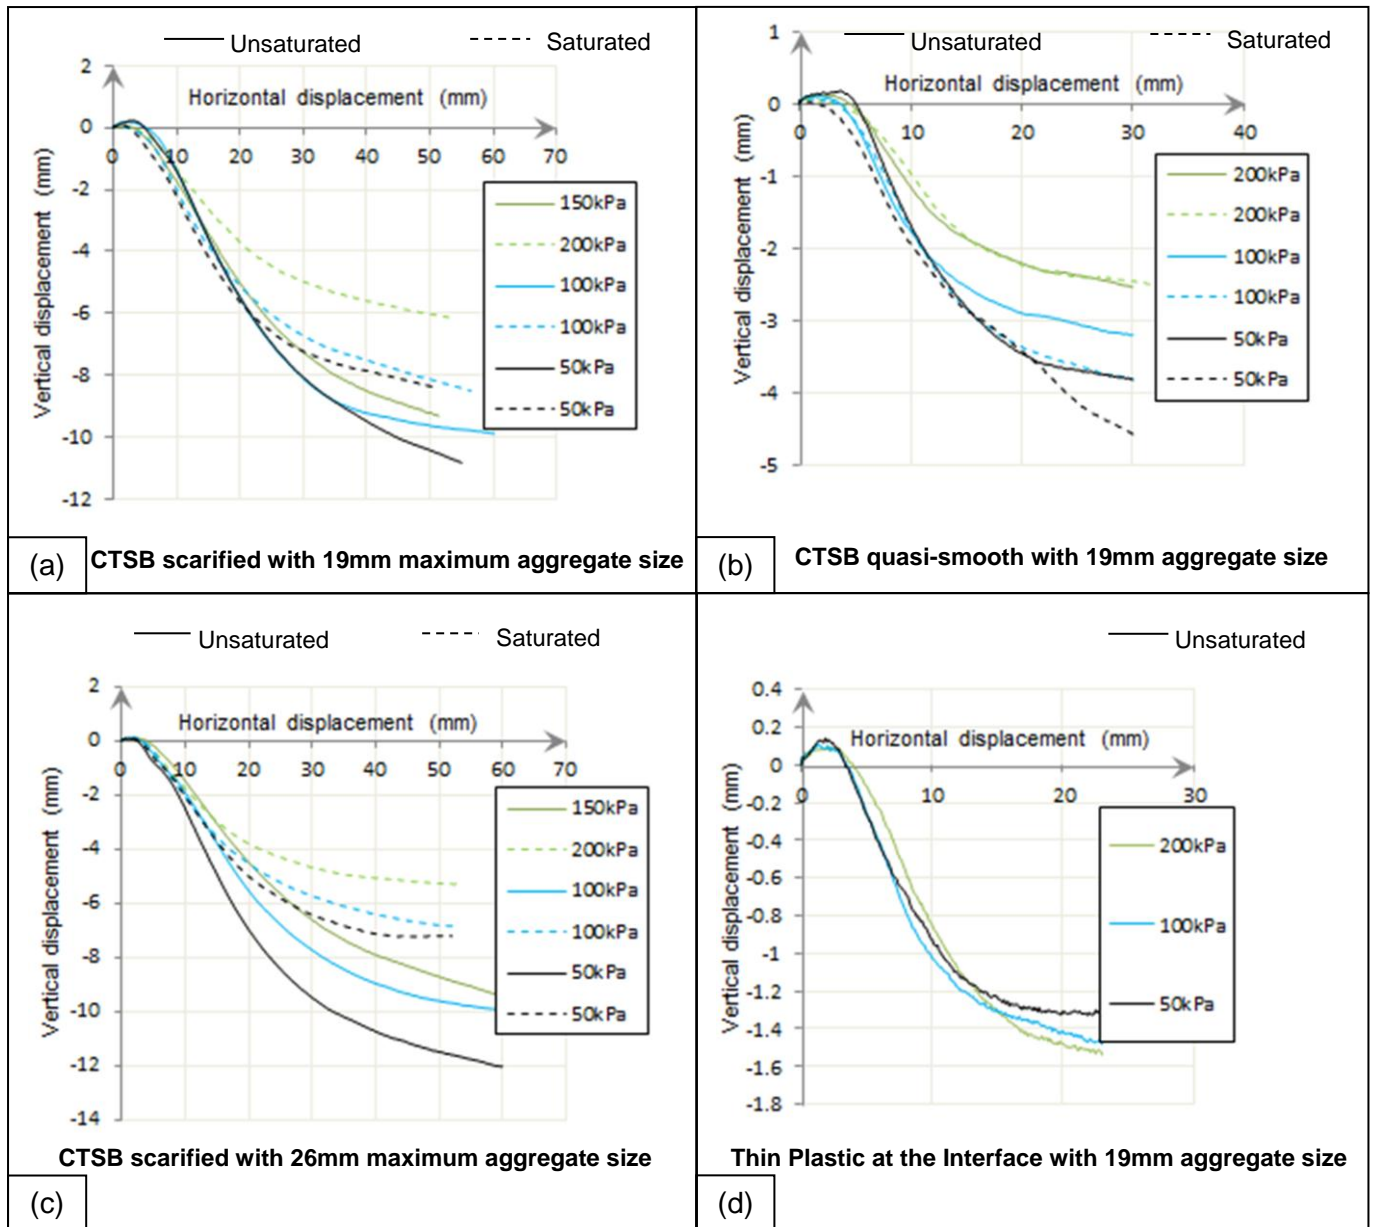 Unsaturated Saturated
2
Horizontal displacement (mm)
0
0 10 20 30 40 50 60 70
-2
-4
-6
-8
-10
-12
Vertical displacement (mm)
150kPa
200kPa
100kPa
100kPa
50kPa
50kPa
(a) CTSB scarified with 19mm maximum aggregate size
1
Unsaturated Saturated
Horizontal displacement (mm)
0
0 10 20 30 40
-1
-2
-3
-4
-5
Vertical displacement (mm)
200kPa
200kPa
100kPa
100kPa
50kPa
50kPa
(b) CTSB quasi-smooth with 19mm aggregate size
Unsaturated Saturated
2
Horizontal displacement (mm)
0
0 10 20 30 40 50 60 70
-2
-4
-6
-8
-10
-12
-14
Vertical displacement (mm)
150kPa
200kPa
100kPa
100kPa
50kPa
50kPa
CTSB scarified with 26mm maximum aggregate size
(c)
Unsaturated
0.4
0.2
Horizontal displacement (mm)
0
0 10 20 30
-0.2
-0.4
-0.6
-0.8
-1
-1.2
-1.4
-1.6
-1.8
Vertical displacement (mm)
200kPa
100kPa
50kPa
Thin Plastic at the Interface with 19mm aggregate size
(d)